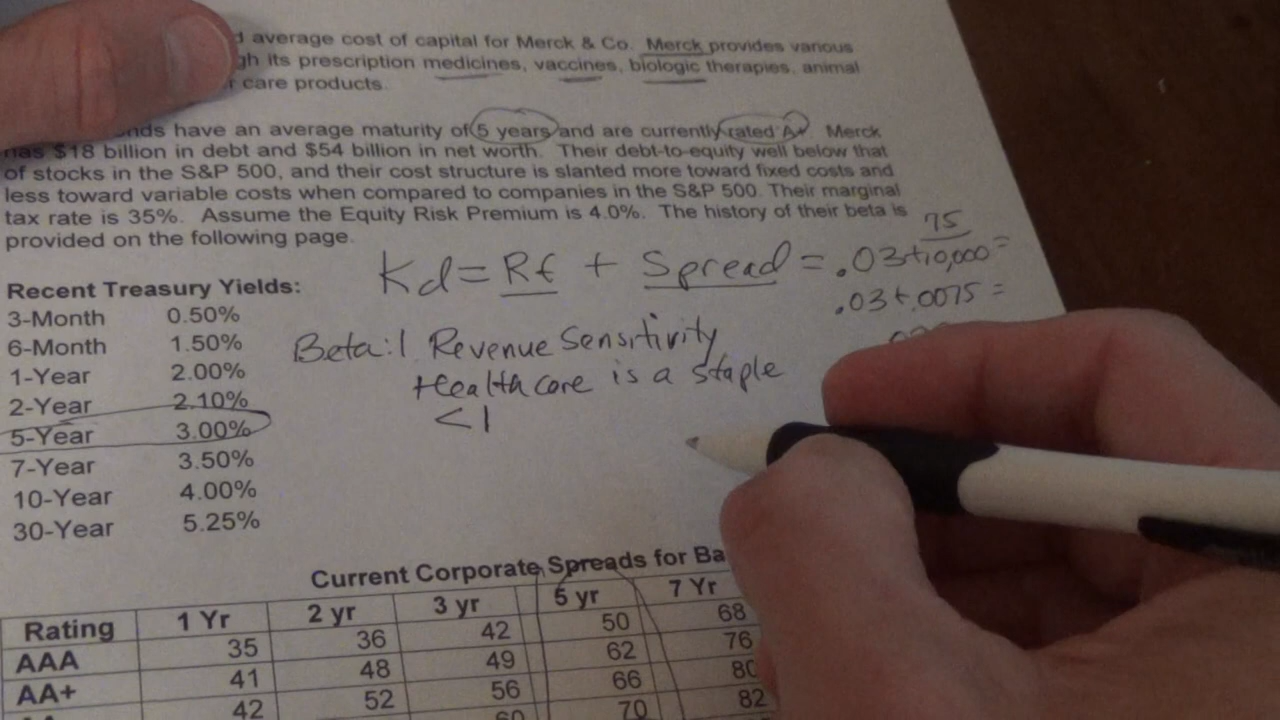 average cost of capital for Merck & Co. Merck provides various
its prescription medicines, vaccines, biologic therapies, animal
care products.
have an average maturity of 5 years and are currently rated A+ Merck
has $18 billion in debt and $54 billion in net worth. Their debt-to-equity well below that
of stocks in the S&P 500, and their cost structure is slanted more toward fixed costs and
less toward variable costs when compared to companies in the S&P 500. Their marginal
tax rate is 35%. Assume the Equity Risk Premium is 4.0%. The history of their beta is
provided on the following page.
75
Kd = Rf + Spread = .03+10,000 =
.03+.0075 =
Recent Treasury Yields:
3-Month 0.50%
6-Month 1.50%
1-Year 2.00%
2-Year 2.10%
5-Year 3.00%
7-Year 3.50%
10-Year 4.00%
30-Year 5.25%
Beta: 1 Revenue Sensitivity
Healthcare is a staple
<1
Current Corporate Spreads for
Rating 1 Yr 2 yr 3 yr 5 yr 7 Yr
AAA 35 36 42 50 68
AA+ 41 48 49 62 76
42 52 56 66 80
60 70 82